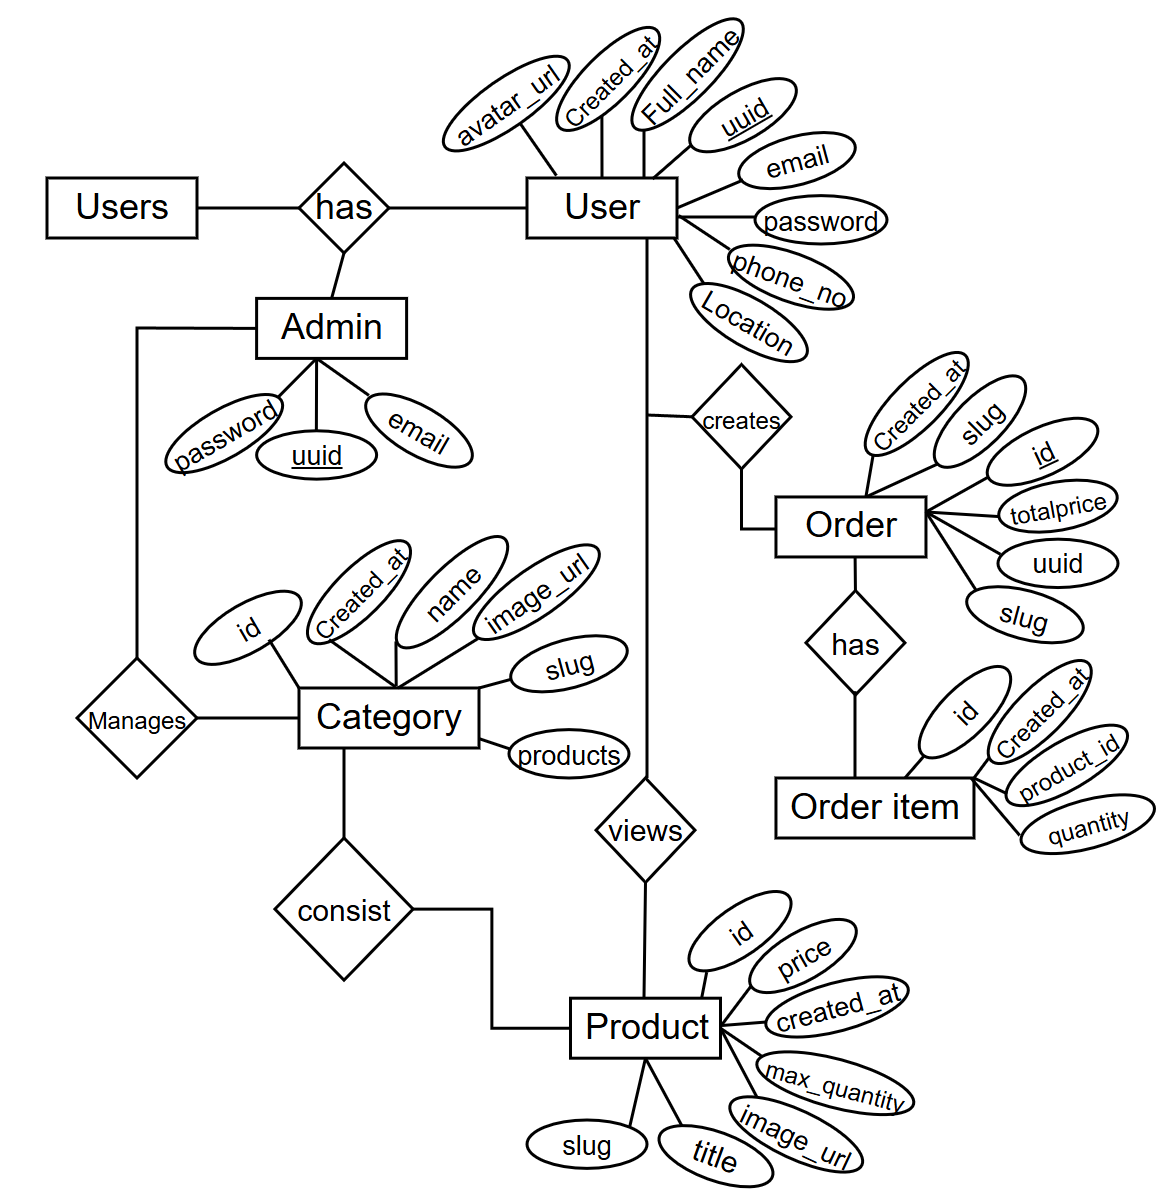 avatar_url
Created_at
Full_name
uuid
email
password
phone_no
Location
Users
has
User
Admin
password
uuid
email
creates
Created_at
slug
id
totalprice
uuid
slug
Order
has
id
Created_at
name
image_url
slug
products
Category
Manages
id
Created_at
product_id
quantity
Order item
views
consist
id
price
created_at
max_quantity
image_url
Product
slug
title